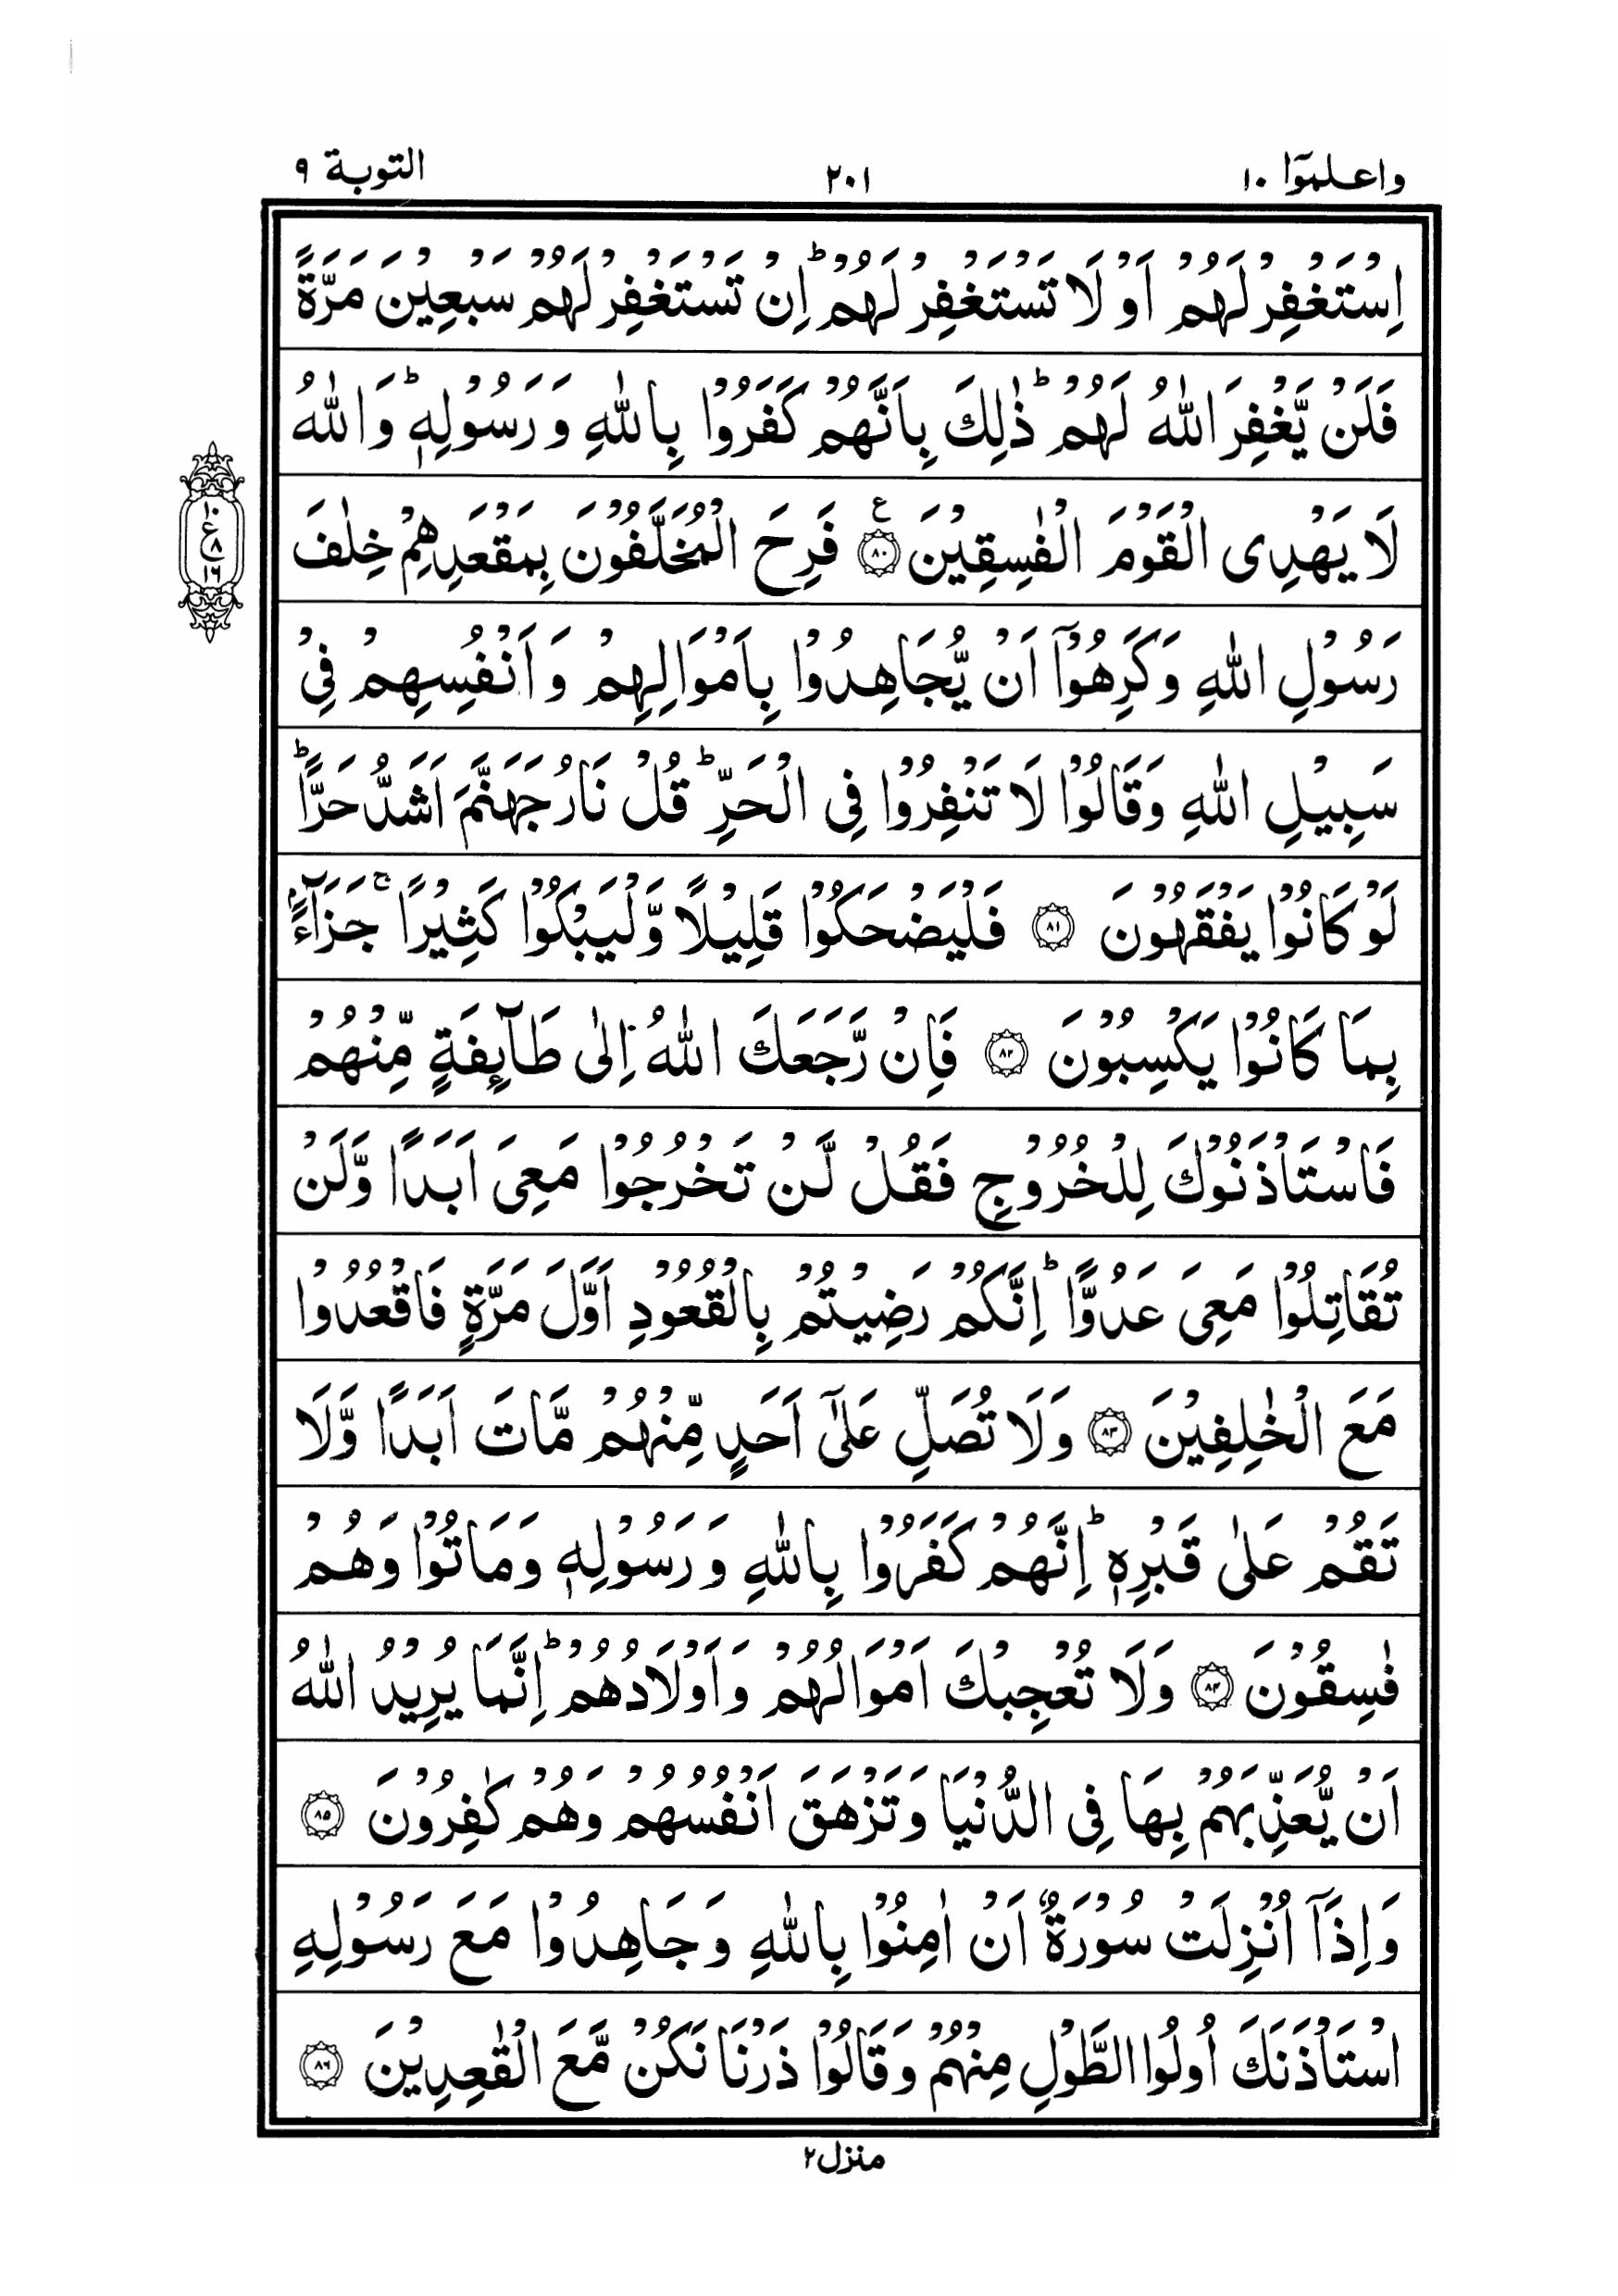 واعلموٓا ١٠
٢٠١
التوبة ٩
اِسْتَغْفِرْ لَهُمْ اَوْ لَا تَسْتَغْفِرْ لَهُمْ ؕ اِنْ تَسْتَغْفِرْ لَهُمْ سَبْعِيْنَ مَرَّةً
فَلَنْ يَّغْفِرَ اللّٰهُ لَهُمْ ؕ ذٰلِكَ بِاَنَّهُمْ كَفَرُوْا بِاللّٰهِ وَ رَسُوْلِهٖ ؕ وَ اللّٰهُ
لَا يَهْدِى الْقَوْمَ الْفٰسِقِيْنَ ۝٨٠ ع فَرِحَ الْمُخَلَّفُوْنَ بِمَقْعَدِهِمْ خِلٰفَ
رَسُوْلِ اللّٰهِ وَ كَرِهُوْۤا اَنْ يُّجَاهِدُوْا بِاَمْوَالِهِمْ وَ اَنْفُسِهِمْ فِىْ
سَبِيْلِ اللّٰهِ وَقَالُوْا لَا تَنْفِرُوْا فِى الْحَرِّ ؕ قُلْ نَارُ جَهَنَّمَ اَشَدُّ حَرًّا ؕ
لَوْ كَانُوْا يَفْقَهُوْنَ ۝٨١ فَلْيَضْحَكُوْا قَلِيْلًا وَّلْيَبْكُوْا كَثِيْرًا ۚ جَزَآءًۢ
بِمَا كَانُوْا يَكْسِبُوْنَ ۝٨٢ فَاِنْ رَّجَعَكَ اللّٰهُ اِلٰى طَآئِفَةٍ مِّنْهُمْ
فَاسْتَاْذَنُوْكَ لِلْخُرُوْجِ فَقُلْ لَّنْ تَخْرُجُوْا مَعِىَ اَبَدًا وَّلَنْ
تُقَاتِلُوْا مَعِىَ عَدُوًّا ؕ اِنَّكُمْ رَضِيْتُمْ بِالْقُعُوْدِ اَوَّلَ مَرَّةٍ فَاقْعُدُوْا
مَعَ الْخٰلِفِيْنَ ۝٨٣ وَلَا تُصَلِّ عَلٰٓى اَحَدٍ مِّنْهُمْ مَّاتَ اَبَدًا وَّلَا
تَقُمْ عَلٰى قَبْرِهٖ ؕ اِنَّهُمْ كَفَرُوْا بِاللّٰهِ وَ رَسُوْلِهٖ وَمَاتُوْا وَهُمْ
فٰسِقُوْنَ ۝٨٤ وَلَا تُعْجِبْكَ اَمْوَالُهُمْ وَاَوْلَادُهُمْ ؕ اِنَّمَا يُرِيْدُ اللّٰهُ
اَنْ يُّعَذِّبَهُمْ بِهَا فِى الدُّنْيَا وَتَزْهَقَ اَنْفُسُهُمْ وَهُمْ كٰفِرُوْنَ ۝٨٥
وَاِذَاۤ اُنْزِلَتْ سُوْرَةٌ اَنْ اٰمِنُوْا بِاللّٰهِ وَجَاهِدُوْا مَعَ رَسُوْلِهِ
اسْتَاْذَنَكَ اُولُوا الطَّوْلِ مِنْهُمْ وَقَالُوْا ذَرْنَا نَكُنْ مَّعَ الْقٰعِدِيْنَ ۝٨٦
١٠
ع
٨
١٦
منزل٢